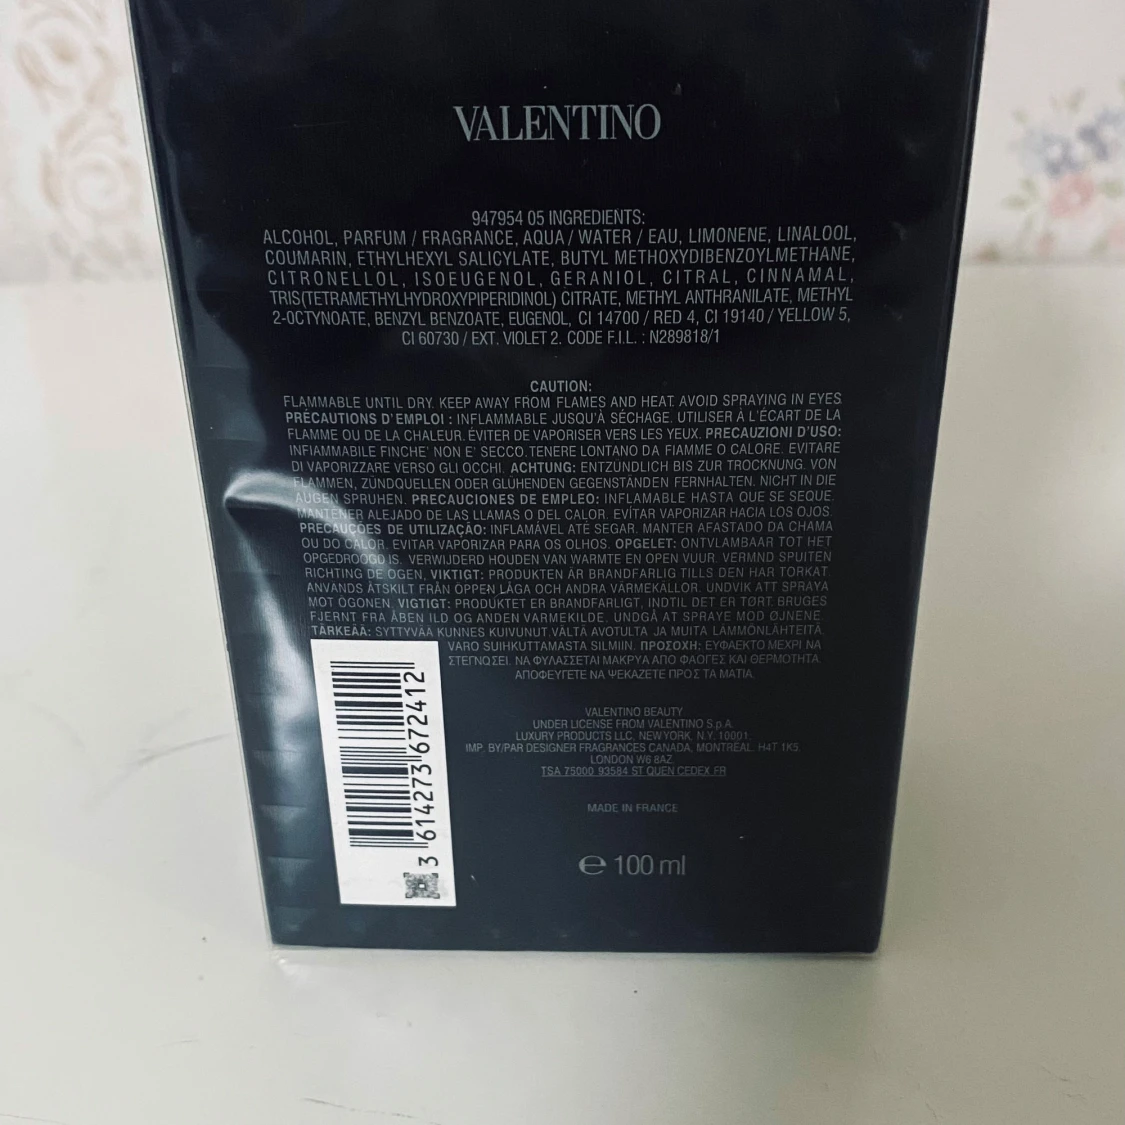 VALENTINO
947954 05 INGREDIENTS:
ALCOHOL, PARFUM / FRAGRANCE, AQUA / WATER / EAU, LIMONENE, LINALOOL,
COUMARIN, ETHYLHEXYL SALICYLATE, BUTYL METHOXYDIBENZOYLMETHANE,
CITRONELLOL, ISOEUGENOL, GERANIOL, CITRAL, CINNAMAL,
TRIS(TETRAMETHYLHYDROXYPIPERIDINOL) CITRATE, METHYL ANTHRANILATE, METHYL
2-OCTYNOATE, BENZYL BENZOATE, EUGENOL, CI 14700 / RED 4, CI 19140 / YELLOW 5,
CI 60730 / EXT. VIOLET 2. CODE F.I.L. : N289818/1
CAUTION:
FLAMMABLE UNTIL DRY. KEEP AWAY FROM FLAMES AND HEAT. AVOID SPRAYING IN EYES.
PRÉCAUTIONS D'EMPLOI : INFLAMMABLE JUSQU'À SÉCHAGE. UTILISER À L'ÉCART DE LA
FLAMME OU DE LA CHALEUR. ÉVITER DE VAPORISER VERS LES YEUX. PRECAUZIONI D'USO:
INFIAMMABILE FINCHE' NON E' SECCO. TENERE LONTANO DA FIAMME O CALORE. EVITARE
DI VAPORIZZARE VERSO GLI OCCHI. ACHTUNG: ENTZUNDLICH BIS ZUR TROCKNUNG. VON
FLAMMEN, ZÜNDQUELLEN ODER GLÜHENDEN GEGENSTÄNDEN FERNHALTEN. NICHT IN DIE
AUGEN SPRUHEN. PRECAUCIONES DE EMPLEO: INFLAMABLE HASTA QUE SE SEQUE.
MANTENER ALEJADO DE LAS LLAMAS O DEL CALOR. EVÍTAR VAPORIZAR HACIA LOS OJOS.
PRECAUÇÕES DE UTILIZAÇÃO: INFLAMÁVEL ATÉ SEGAR. MANTER AFASTADO DA CHAMA
OU DO CALOR. EVITAR VAPORIZAR PARA OS OLHOS. OPGELET: ONTVLAMBAAR TOT HET
OPGEDROOGD IS. VERWIJDERD HOUDEN VAN WARMTE EN OPEN VUUR. VERMND SPUITEN
RICHTING DE OGEN. VIKTIGT: PRODUKTEN ÄR BRANDFARLIG TILLS DEN HAR TORKAT
ANVANDS ÅTSKILT FRÅN ÖPPEN LÅGA OCH ANDRA VÄRMEKÄLLOR. UNDVIK ATT SPRAYA
MOT ÖGONEN. VIGTIGT: PRODUKTET ER BRANDFARLIGT, INDTIL DET ER TØRT. BRUGES
FJERNT FRA ÅBEN ILD OG ANDEN VARMEKILDE. UNDGÅ AT SPRAYE MOD ØJNENE.
TÄRKEÄÄ: SYTTYVÄÄ KUNNES KUIVUNUT. VÄLTÄ AVOTULTA JA MUITA LÄMMÖNLÄHTEITÄ.
VARO SUIHKUTTAMASTA SILMIIN. ΠΡΟΣΟΧΗ: ΕΥΦΛΕΚΤΟ ΜΕΧΡΙ ΝΑ
ΣΤΕΓΝΩΣΕΙ. ΝΑ ΦΥΛΑΣΣΕΤΑΙ ΜΑΚΡΥΑ ΑΠΟ ΦΛΟΓΕΣ ΚΑΙ ΘΕΡΜΟΤΗΤΑ.
ΑΠΟΦΕΥΓΕΤΕ ΝΑ ΨΕΚΑΖΕΤΕ ΠΡΟΣ ΤΑ ΜΑΤΙΑ.
3 614273 672412
VALENTINO BEAUTY
UNDER LICENSE FROM VALENTINO S.p.A.
LUXURY PRODUCTS LLC, NEW YORK, N.Y. 10001.
IMP. BY/PAR DESIGNER FRAGRANCES CANADA, MONTRÉAL. H4T 1K5.
LONDON W6 8AZ.
TSA 75000 93584 ST QUEN CEDEX FR
MADE IN FRANCE
℮ 100 ml